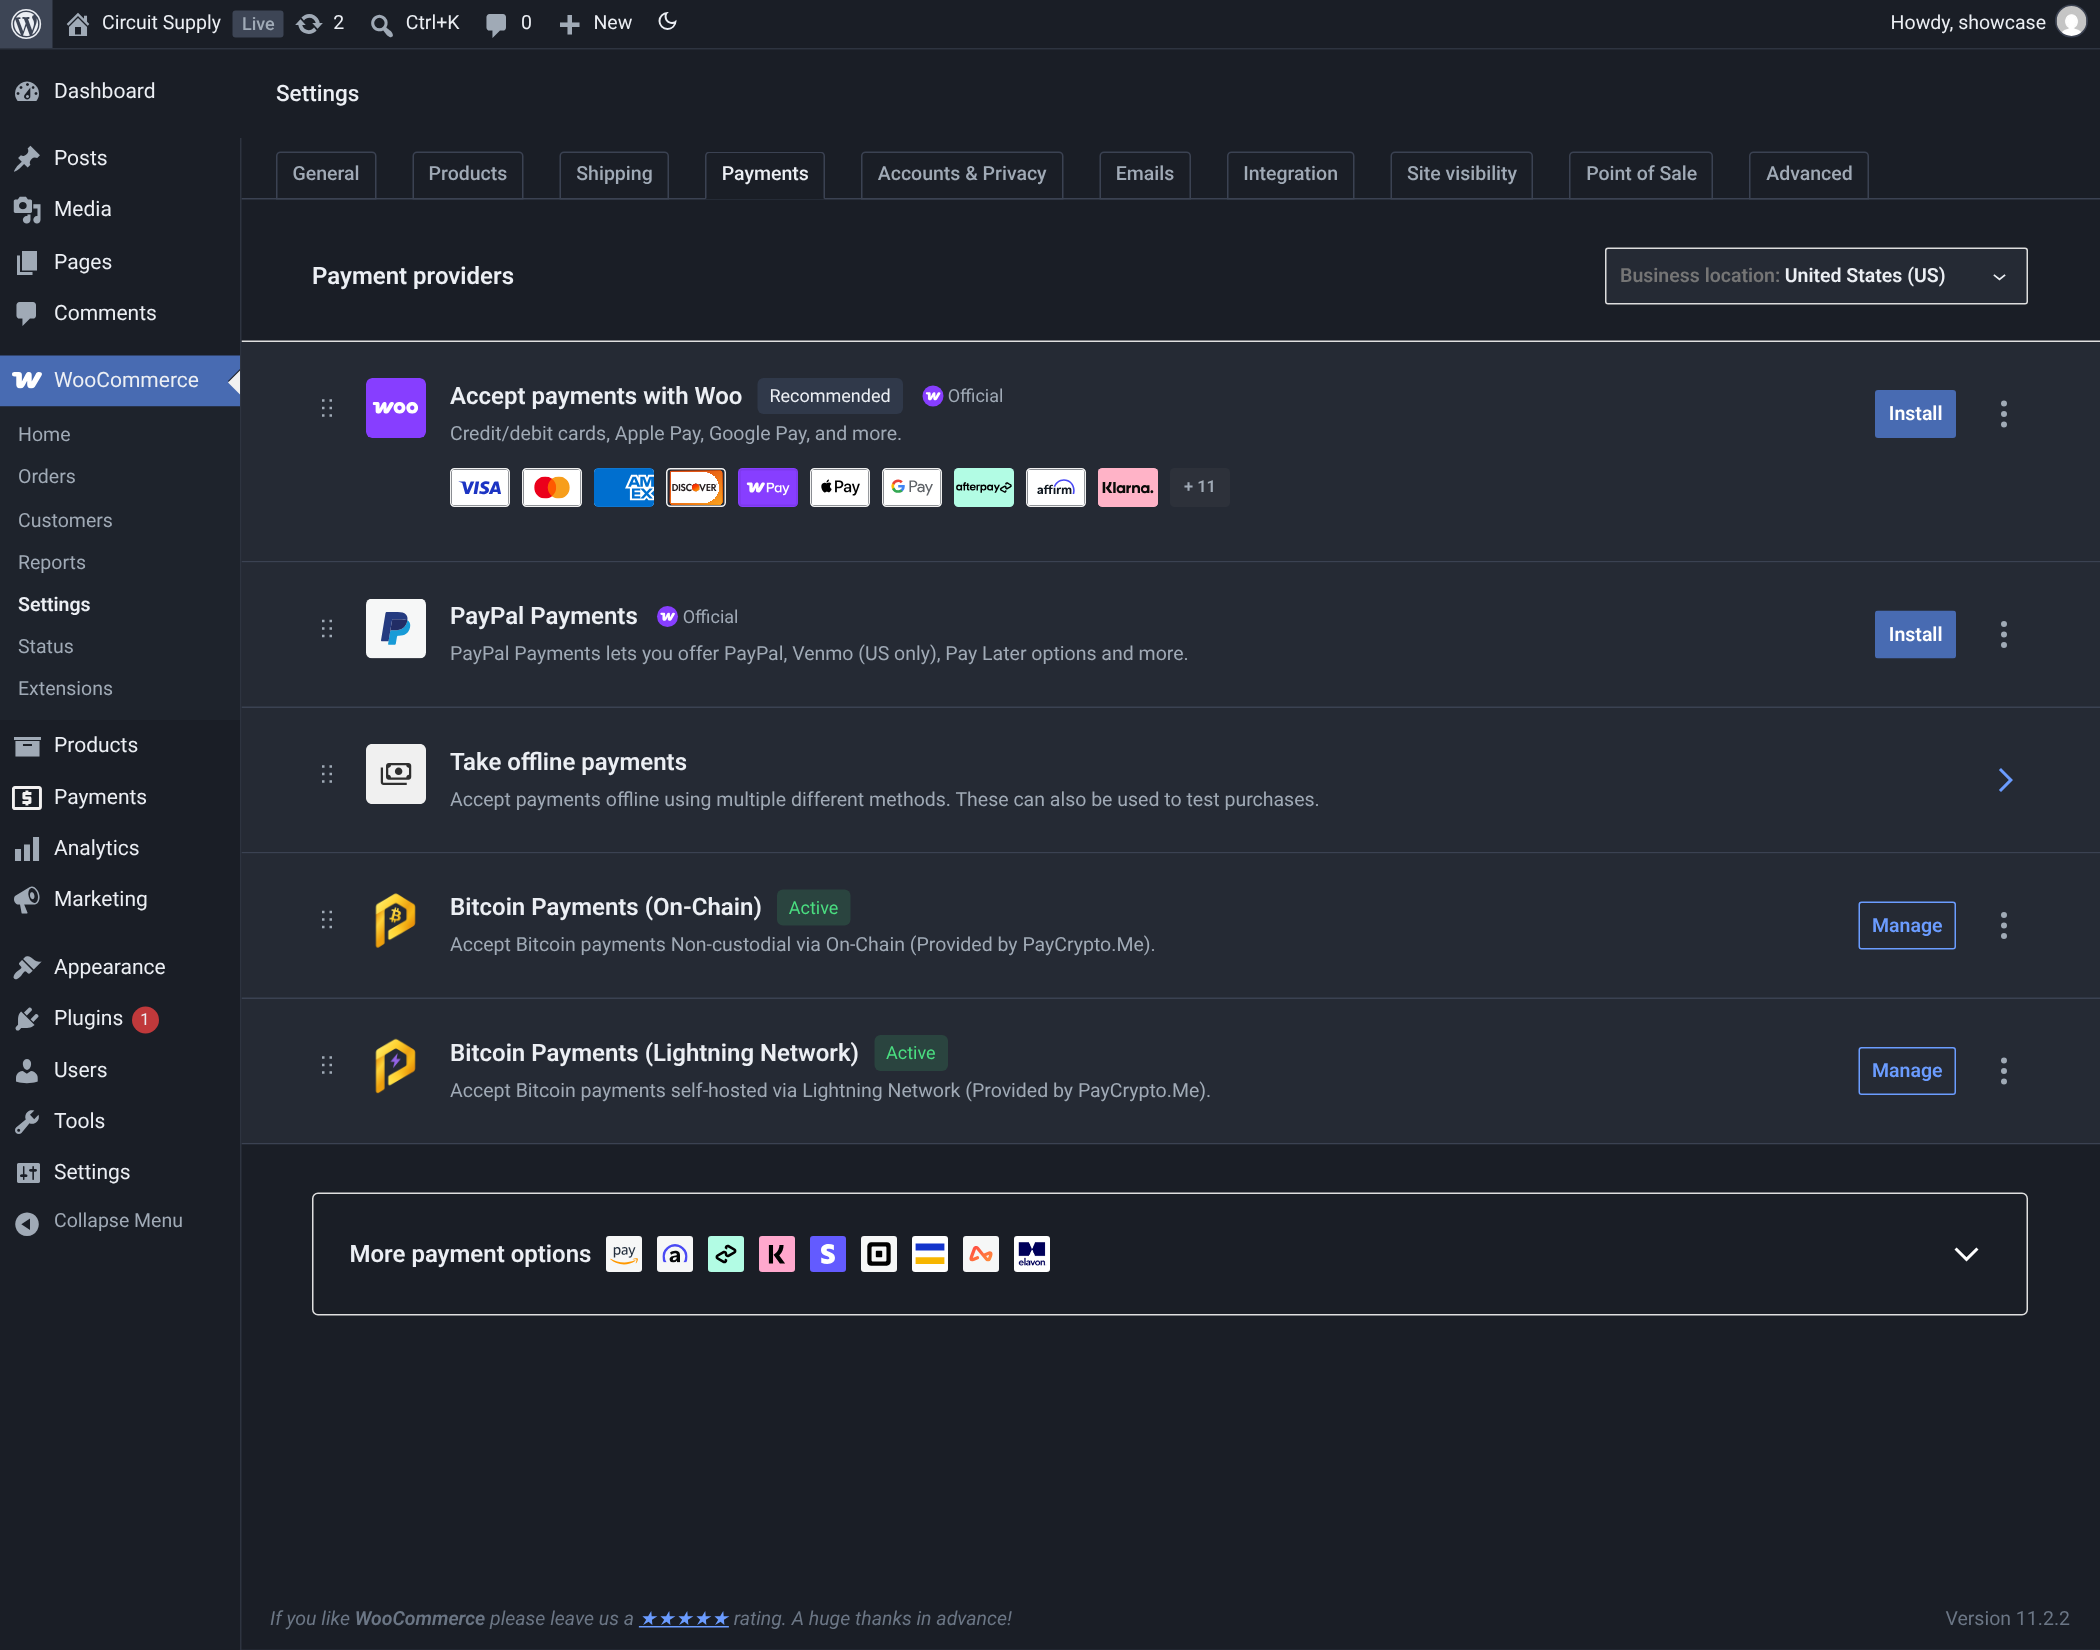 Circuit Supply Live 2 Ctrl+K 0 New Howdy, showcase
Dashboard
Posts
Media
Pages
Comments
WooCommerce
Home
Orders
Customers
Reports
Settings
Status
Extensions
Products
Payments
Analytics
Marketing
Appearance
Plugins 1
Users
Tools
Settings
Collapse Menu
Settings
General Products Shipping Payments Accounts & Privacy Emails Integration Site visibility Point of Sale Advanced
Payment providers
Business location: United States (US)
woo
Accept payments with Woo Recommended Official
Credit/debit cards, Apple Pay, Google Pay, and more.
VISA AMEX DISCOVER Pay Pay G Pay afterpay affirm Klarna. + 11
Install
PayPal Payments Official
PayPal Payments lets you offer PayPal, Venmo (US only), Pay Later options and more.
Install
Take offline payments
Accept payments offline using multiple different methods. These can also be used to test purchases.
Bitcoin Payments (On-Chain) Active
Accept Bitcoin payments Non-custodial via On-Chain (Provided by PayCrypto.Me).
Manage
Bitcoin Payments (Lightning Network) Active
Accept Bitcoin payments self-hosted via Lightning Network (Provided by PayCrypto.Me).
Manage
More payment options pay a K S elavon
If you like WooCommerce please leave us a ★★★★★ rating. A huge thanks in advance!
Version 11.2.2